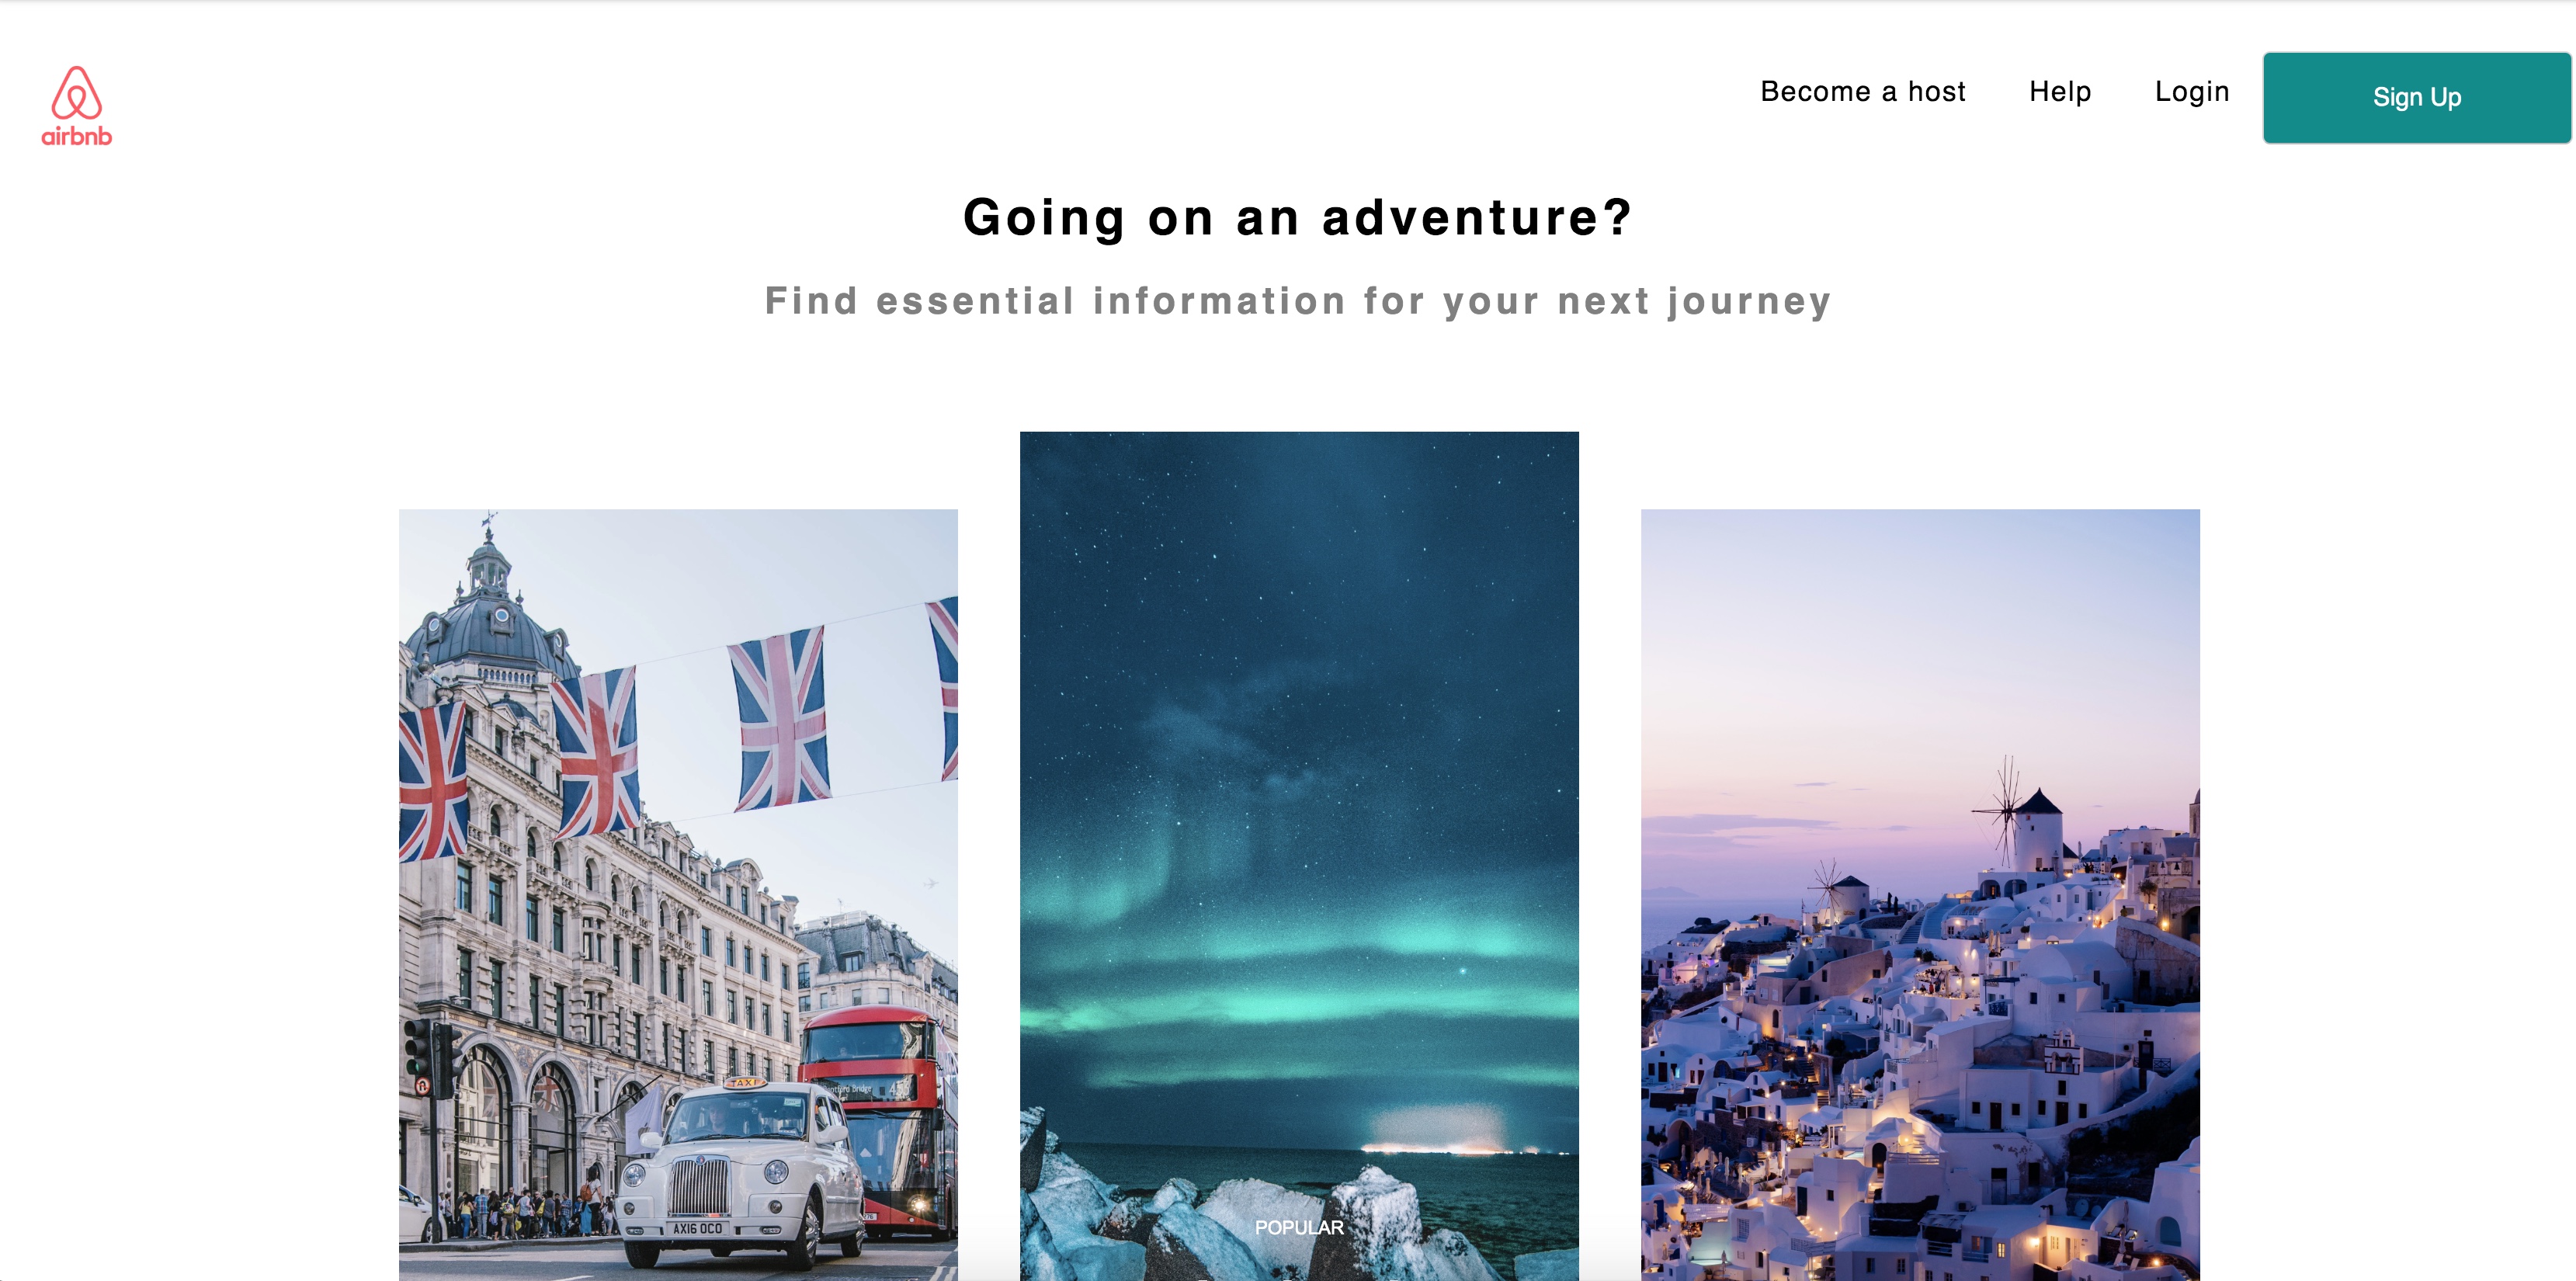 airbnb
Become a host
Help
Login
Sign Up
Going on an adventure?
Find essential information for your next journey
TAXI
AX16 OCO
POPULAR